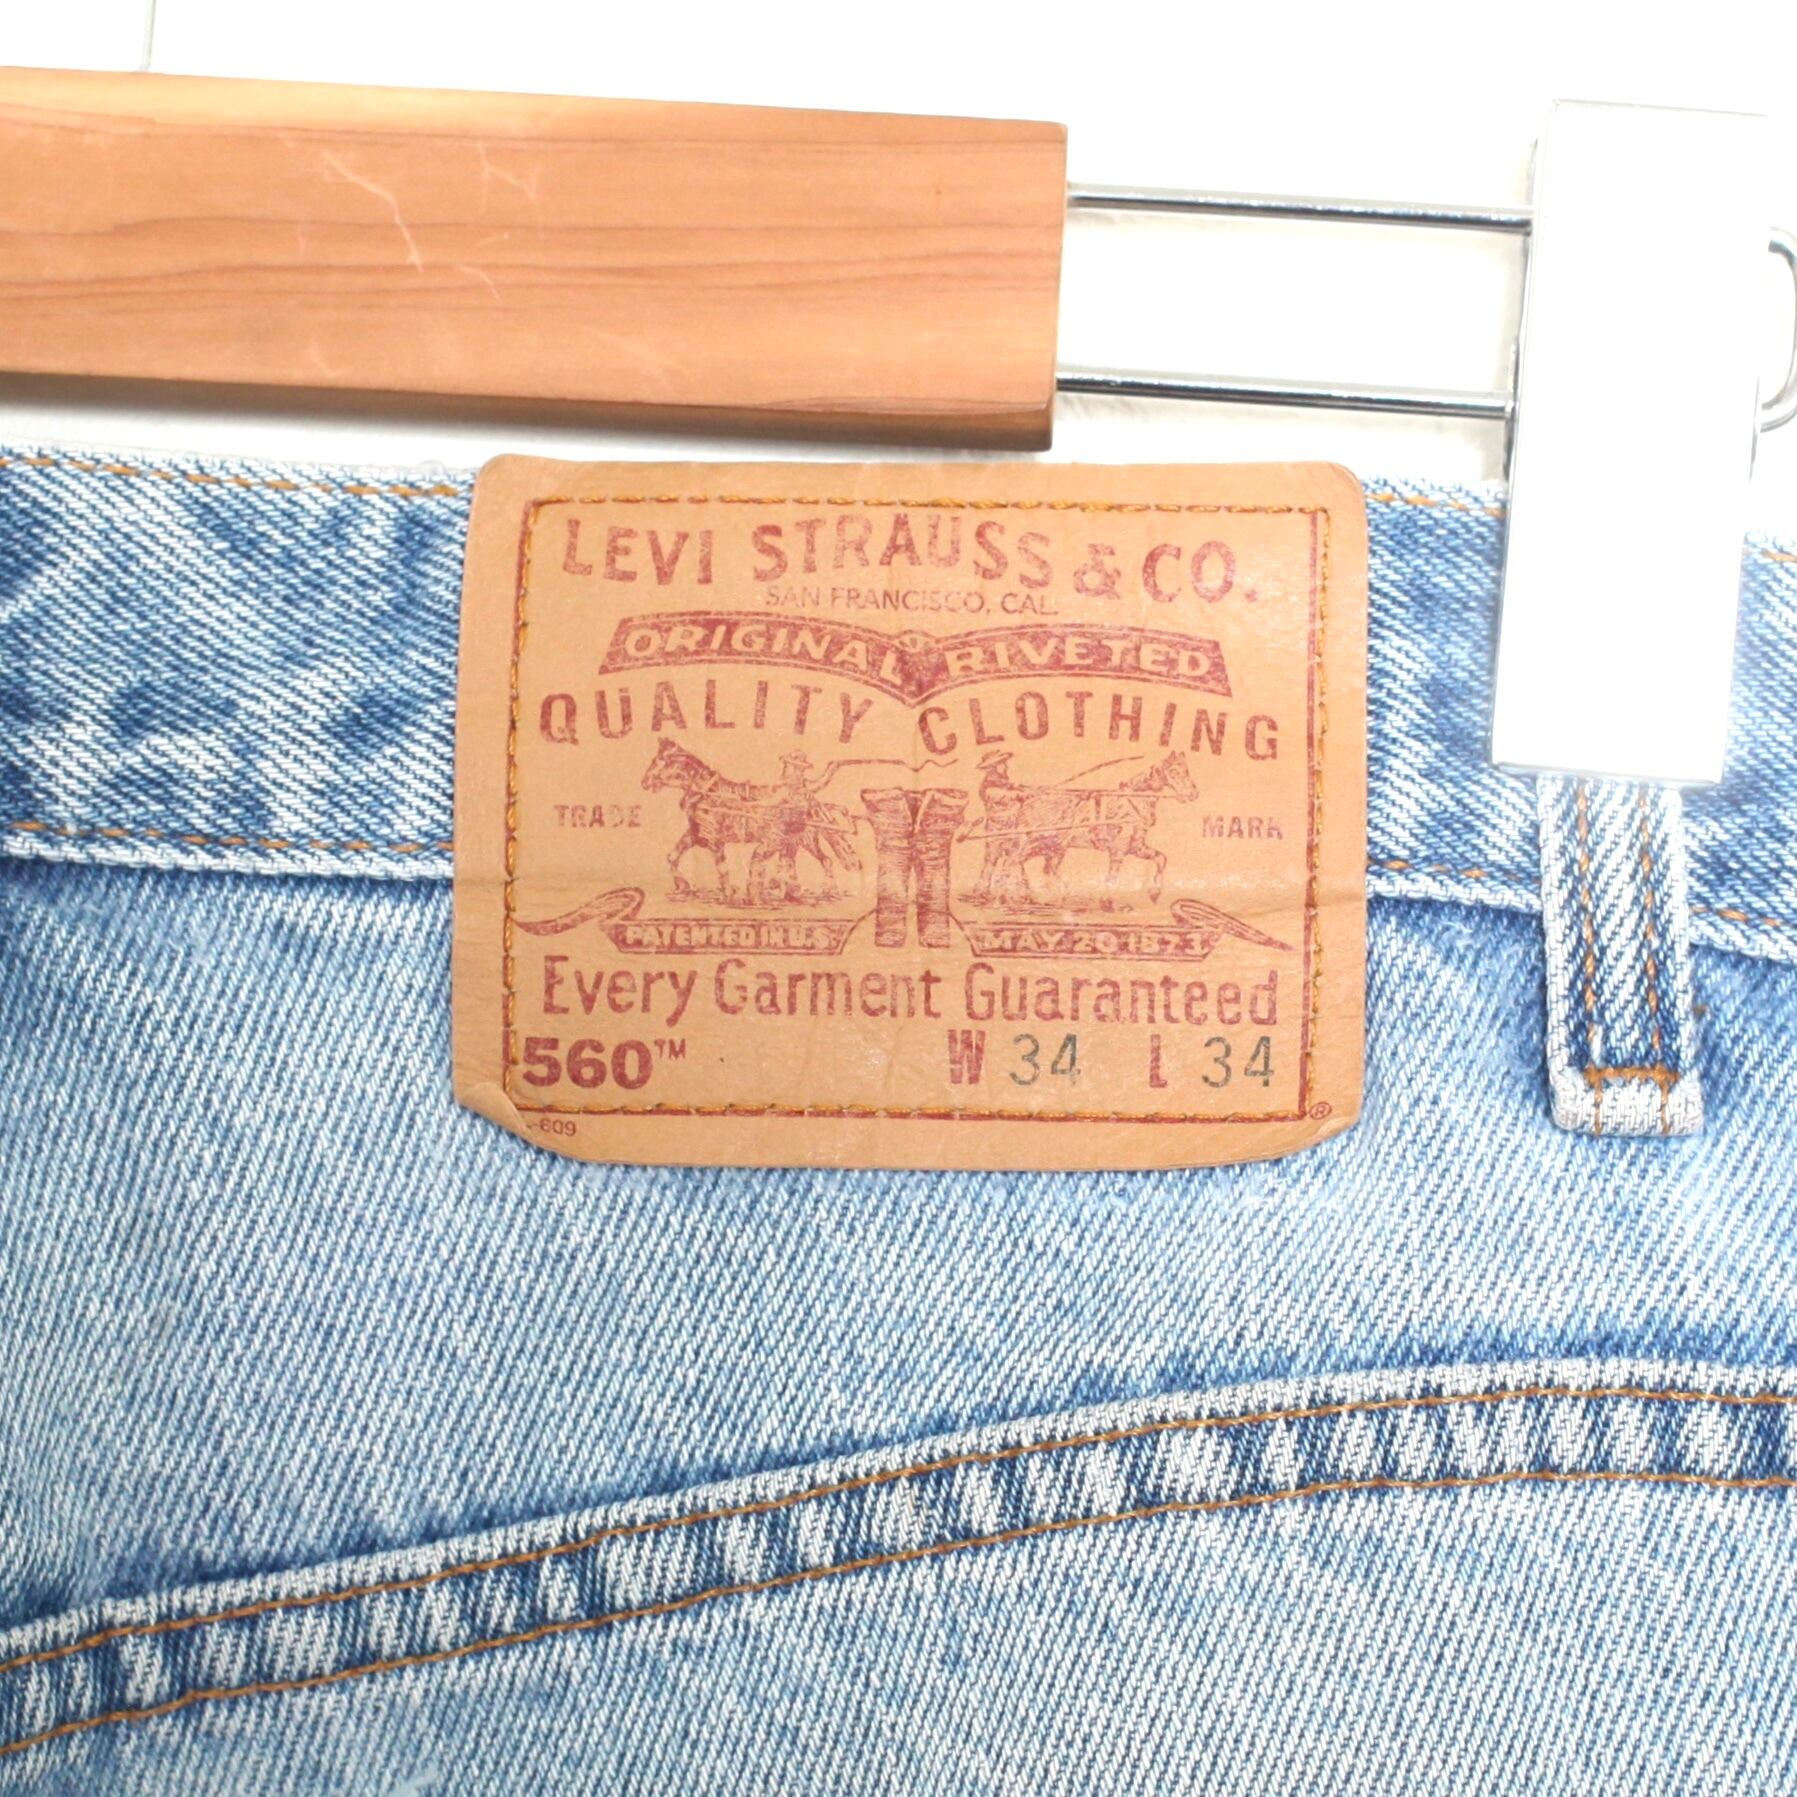 LEVI STRAUSS & CO.
SAN FRANCISCO, CAL.
ORIGINAL RIVETED
QUALITY CLOTHING
TRADE MARK
PATENTED IN U.S. MAY 20 1873
Every Garment Guaranteed
560™ W 34 L 34
®
-609